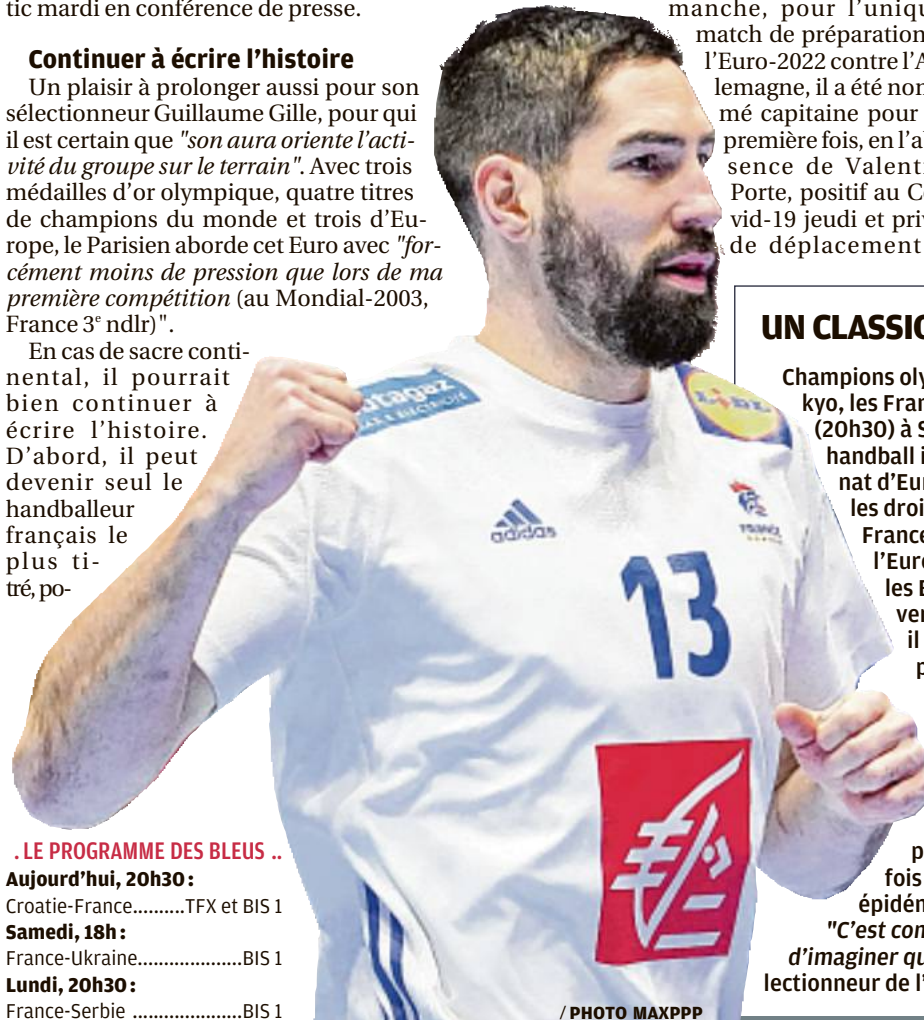 tic mardi en conférence de presse.
Continuer à écrire l'histoire
Un plaisir à prolonger aussi pour son
sélectionneur Guillaume Gille, pour qui
il est certain que "son aura oriente l'acti-
vité du groupe sur le terrain". Avec trois
médailles d'or olympique, quatre titres
de champions du monde et trois d'Eu-
rope, le Parisien aborde cet Euro avec "for-
cément moins de pression que lors de ma
première compétition (au Mondial-2003,
France 3e ndlr)".
En cas de sacre conti-
nental, il pourrait
bien continuer à
écrire l'histoire.
D'abord, il peut
devenir seul le
handballeur
français le
plus ti-
tré, po-
. LE PROGRAMME DES BLEUS ..
Aujourd'hui, 20h30 :
Croatie-France..........TFX et BIS 1
Samedi, 18h :
France-Ukraine....................BIS 1
Lundi, 20h30 :
France-Serbie .....................BIS 1
LIDL
adidas
FRANCE
13
/ PHOTO MAXPPP
manche, pour l'uniqu
match de préparation
l'Euro-2022 contre l'A
lemagne, il a été nom
mé capitaine pour
première fois, en l'a
sence de Valent
Porte, positif au C
vid-19 jeudi et pri
de déplacement
UN CLASSIC
Champions oly
kyo, les Fran
(20h30) à S
handball i
nat d'Eur
les droi
France
l'Euro
les B
ver
il
p
p
fois
épidém
"C'est con
d'imaginer qu
lectionneur de l'